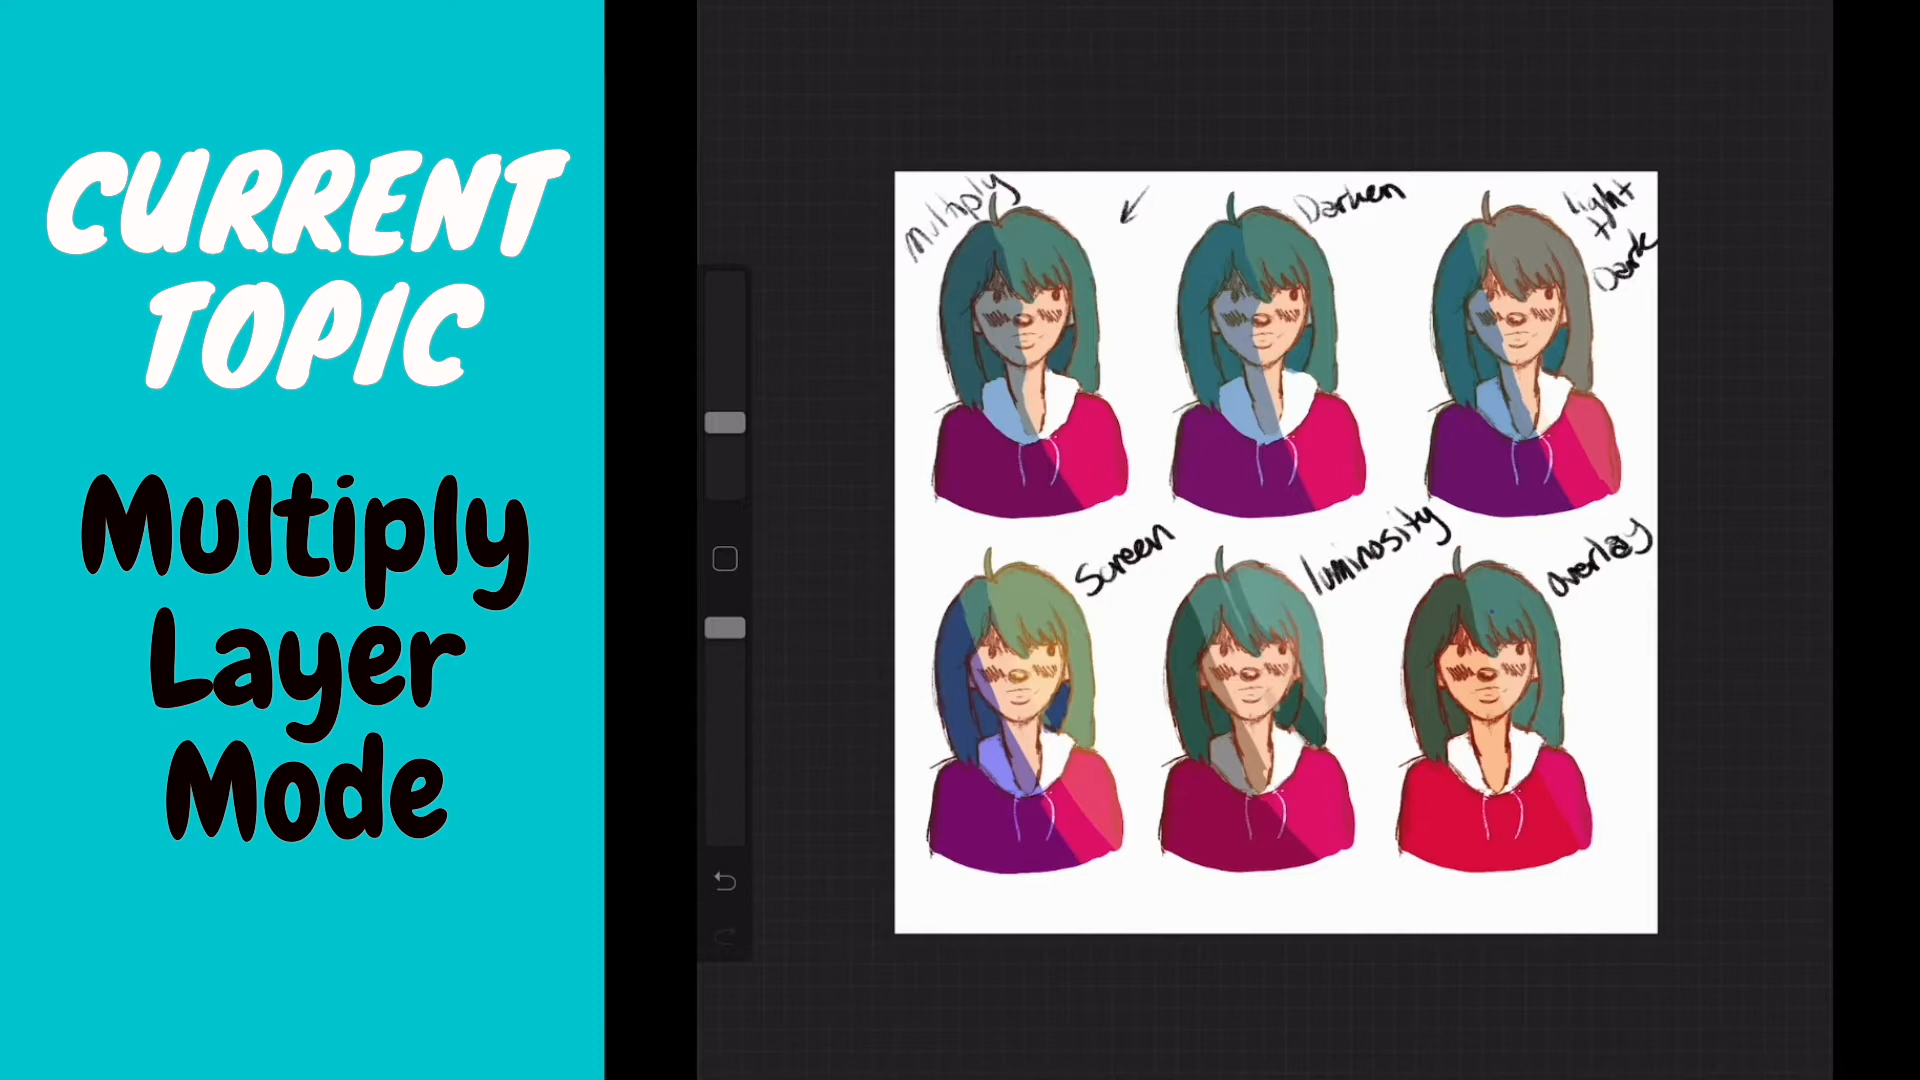 CURRENT
TOPIC
Multiply
Layer
Mode
Multiply
Darken
light
+
Dark
Screen
luminosity
overlay